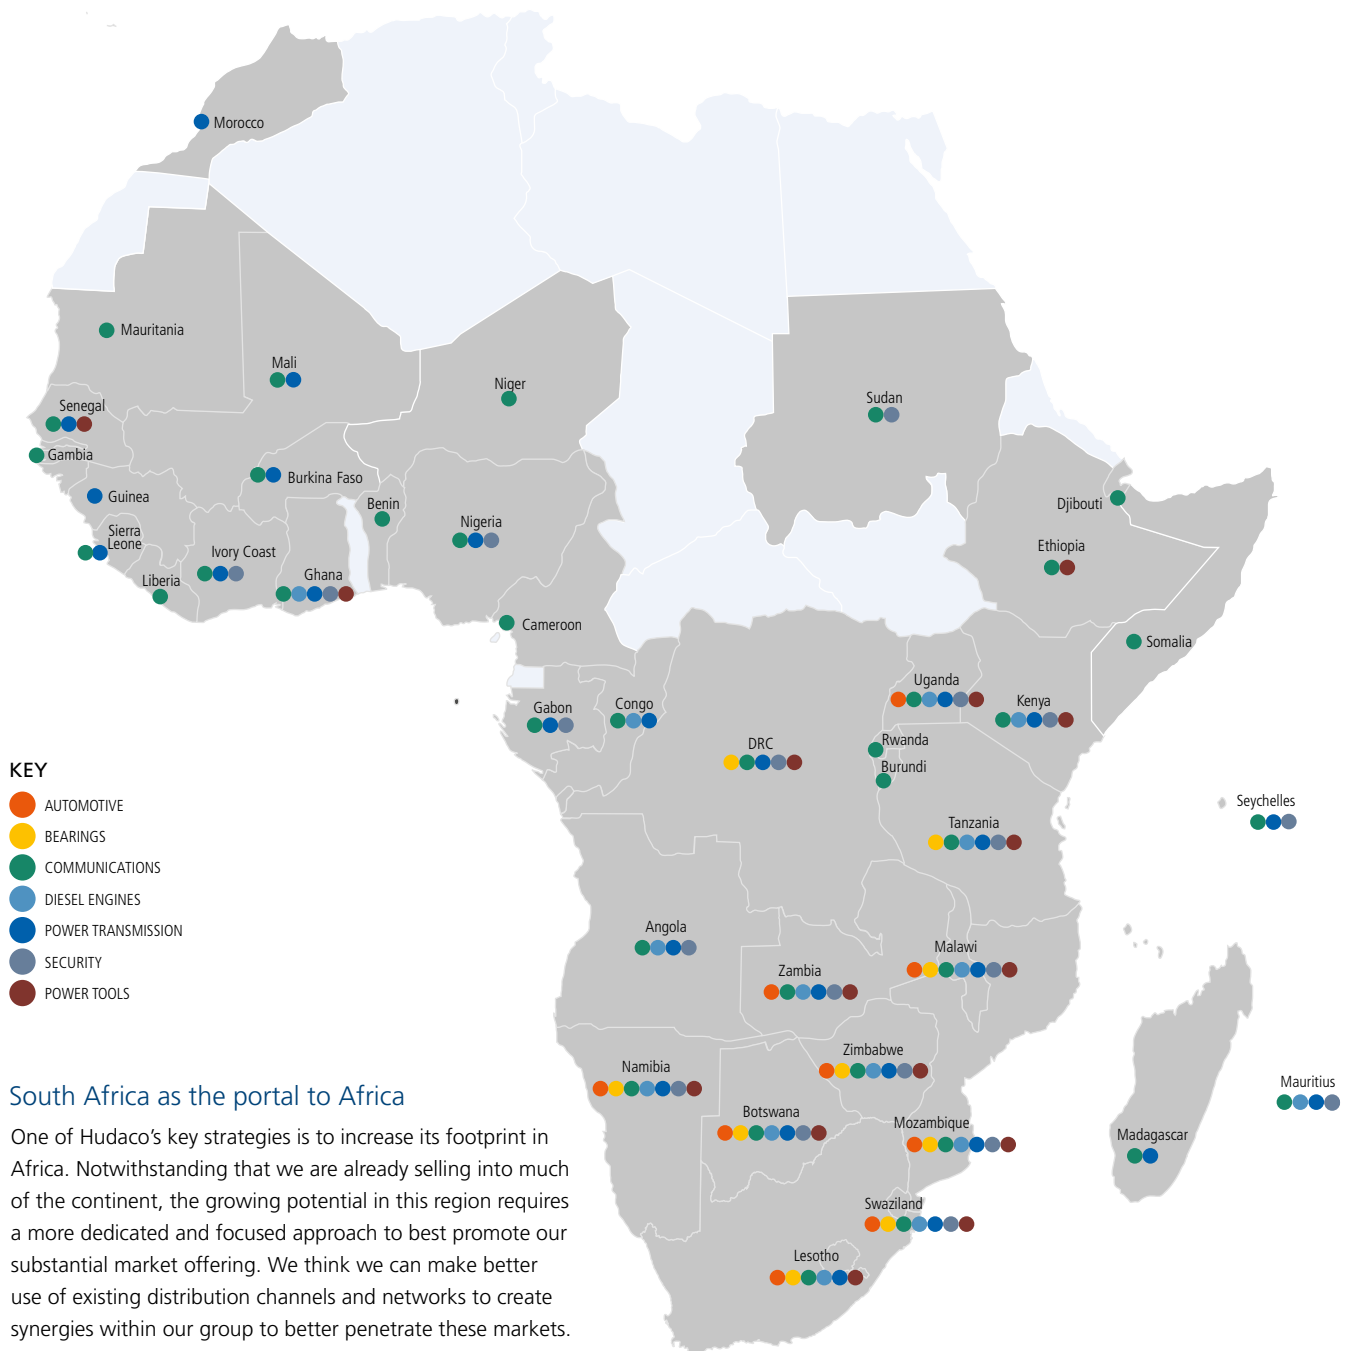 Morocco
Mauritania
Mali
Niger
Sudan
Senegal
Gambia
Burkina Faso
Guinea
Benin
Djibouti
Nigeria
Sierra
Leone
Ivory Coast
Ethiopia
Ghana
Liberia
Cameroon
Somalia
Uganda
Kenya
Gabon
Congo
DRC
Rwanda
Burundi
Seychelles
Tanzania
Angola
Malawi
Zambia
Zimbabwe
Namibia
Mauritius
Botswana
Mozambique
Madagascar
Swaziland
Lesotho
KEY
AUTOMOTIVE
BEARINGS
COMMUNICATIONS
DIESEL ENGINES
POWER TRANSMISSION
SECURITY
POWER TOOLS
South Africa as the portal to Africa
One of Hudaco’s key strategies is to increase its footprint in
Africa. Notwithstanding that we are already selling into much
of the continent, the growing potential in this region requires
a more dedicated and focused approach to best promote our
substantial market offering. We think we can make better
use of existing distribution channels and networks to create
synergies within our group to better penetrate these markets.